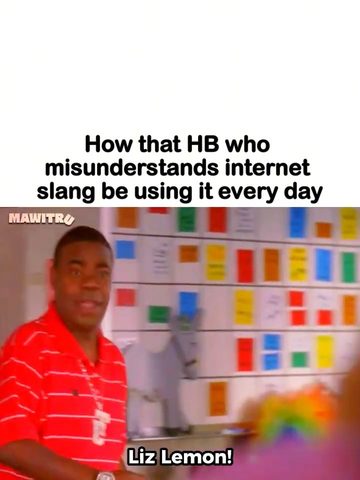 How that HB who
misunderstands internet
slang be using it every day
MAWITRU
Liz Lemon!